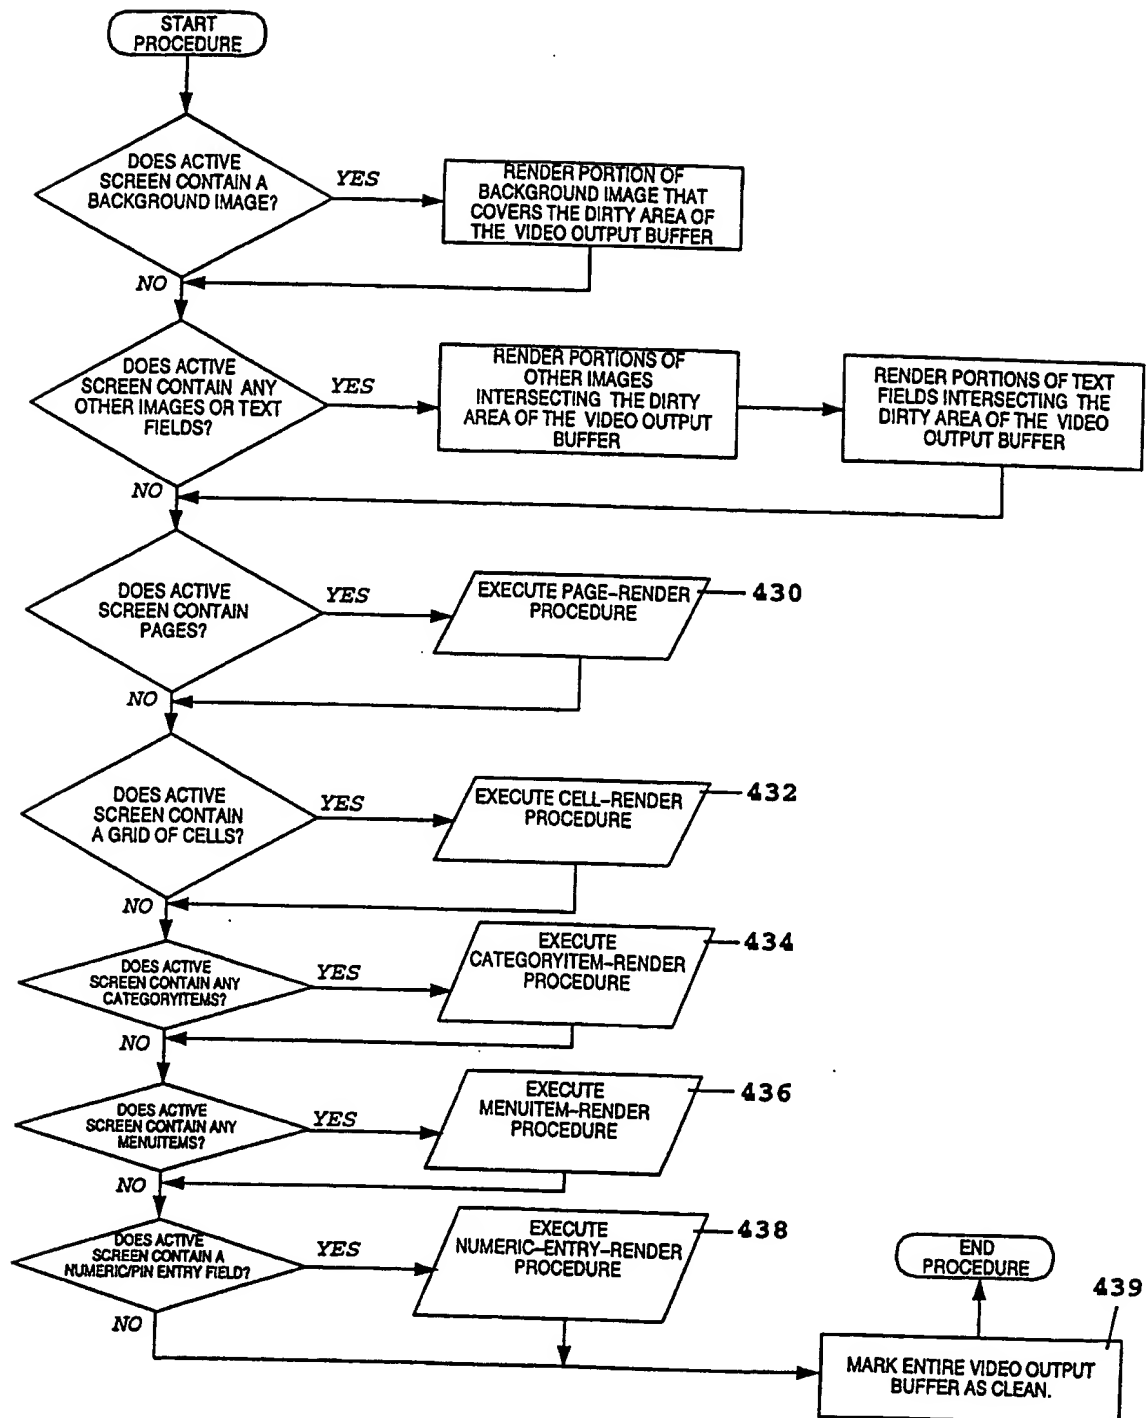 START
PROCEDURE
DOES ACTIVE
SCREEN CONTAIN A
BACKGROUND IMAGE?
YES
RENDER PORTION OF
BACKGROUND IMAGE THAT
COVERS THE DIRTY AREA OF
THE VIDEO OUTPUT BUFFER
NO
DOES ACTIVE
SCREEN CONTAIN ANY
OTHER IMAGES OR TEXT
FIELDS?
YES
RENDER PORTIONS OF
OTHER IMAGES
INTERSECTING THE DIRTY
AREA OF THE VIDEO OUTPUT
BUFFER
RENDER PORTIONS OF TEXT
FIELDS INTERSECTING THE
DIRTY AREA OF THE VIDEO
OUTPUT BUFFER
NO
DOES ACTIVE
SCREEN CONTAIN
PAGES?
YES
EXECUTE PAGE-RENDER
PROCEDURE
430
NO
DOES ACTIVE
SCREEN CONTAIN
A GRID OF CELLS?
YES
EXECUTE CELL-RENDER
PROCEDURE
432
NO
DOES ACTIVE
SCREEN CONTAIN ANY
CATEGORYITEMS?
YES
EXECUTE
CATEGORYITEM-RENDER
PROCEDURE
434
NO
DOES ACTIVE
SCREEN CONTAIN ANY
MENUITEMS?
YES
EXECUTE
MENUITEM-RENDER
PROCEDURE
436
NO
DOES ACTIVE
SCREEN CONTAIN A
NUMERIC/PIN ENTRY FIELD?
YES
EXECUTE
NUMERIC-ENTRY-RENDER
PROCEDURE
438
NO
END
PROCEDURE
439
MARK ENTIRE VIDEO OUTPUT
BUFFER AS CLEAN.